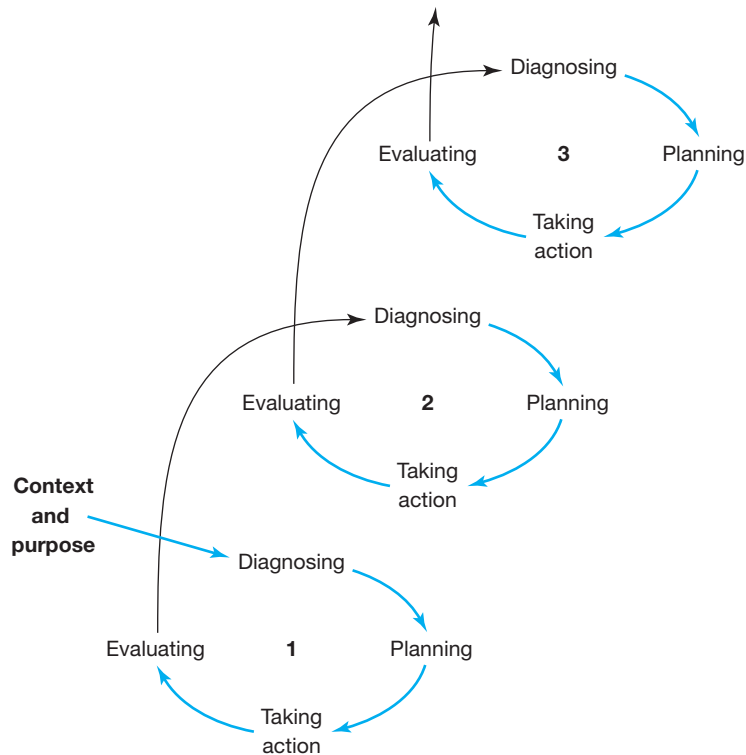 Diagnosing
Evaluating 3 Planning
Taking
action
Diagnosing
Evaluating 2 Planning
Taking
action
Context
and
purpose
Diagnosing
Evaluating 1 Planning
Taking
action